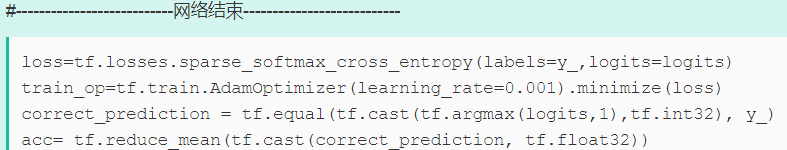 #---------------------------网络结束---------------------------
loss=tf.losses.sparse_softmax_cross_entropy(labels=y_,logits=logits)
train_op=tf.train.AdamOptimizer(learning_rate=0.001).minimize(loss)
correct_prediction = tf.equal(tf.cast(tf.argmax(logits,1),tf.int32), y_)
acc= tf.reduce_mean(tf.cast(correct_prediction, tf.float32))